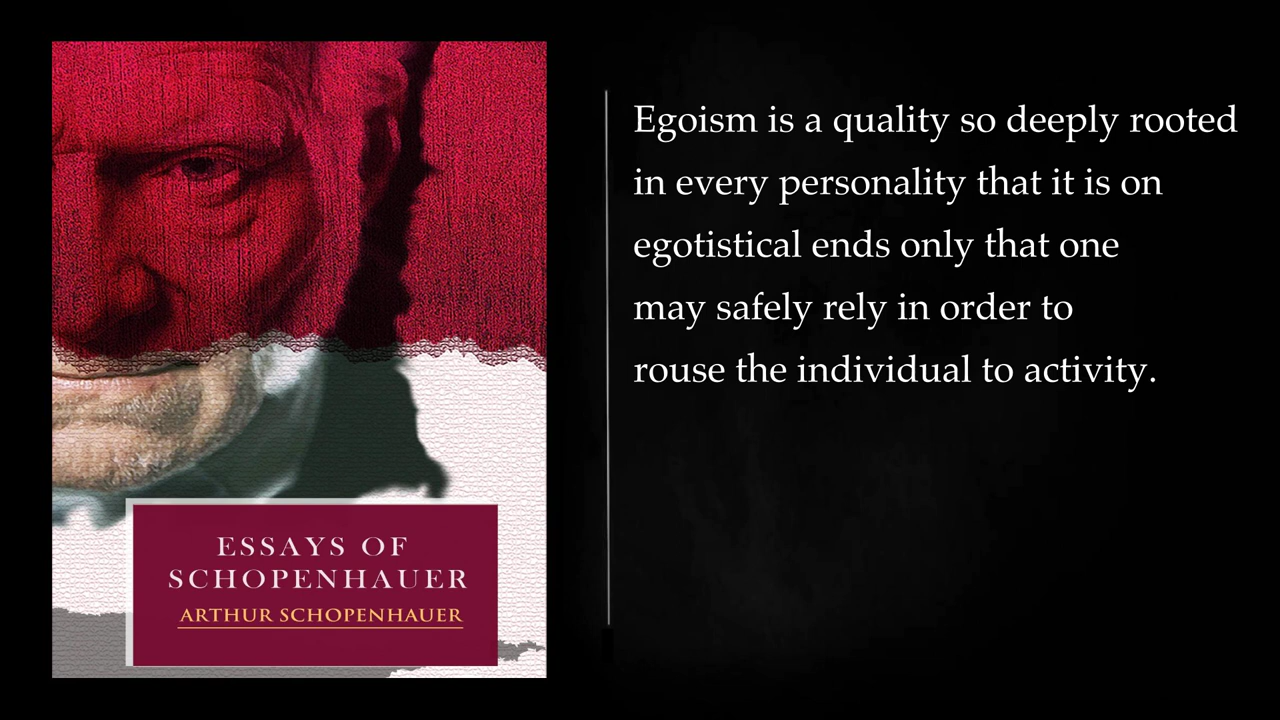 ESSAYS OF
SCHOPENHAUER
ARTHUR SCHOPENHAUER
Egoism is a quality so deeply rooted
in every personality that it is on
egotistical ends only that one
may safely rely in order to
rouse the individual to activity.